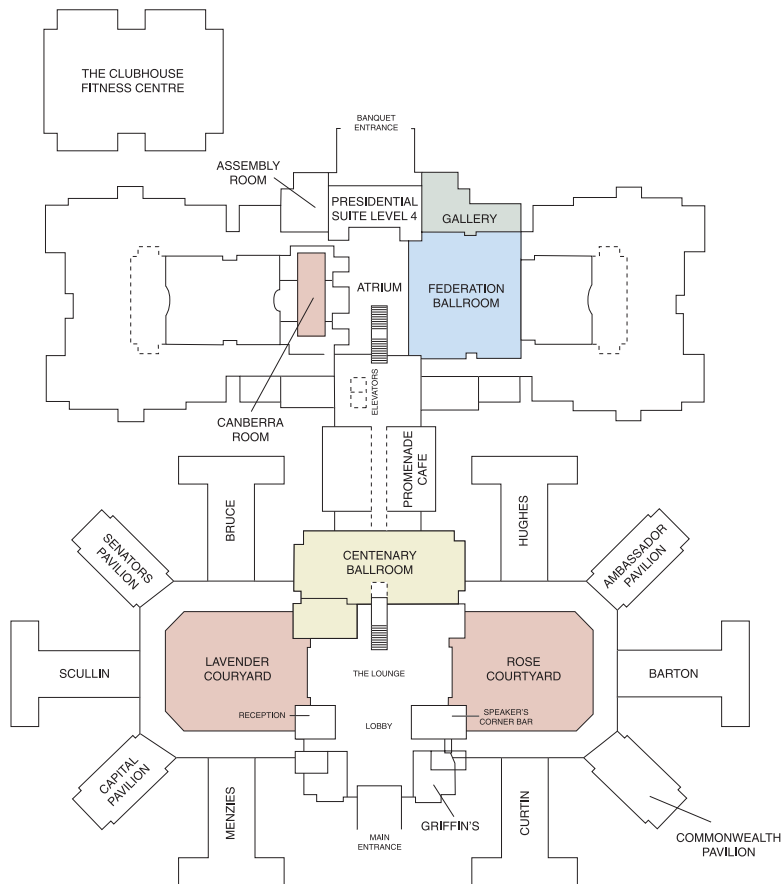 THE CLUBHOUSE
FITNESS CENTRE
BANQUET
ENTRANCE
ASSEMBLY
ROOM
PRESIDENTIAL
SUITE LEVEL 4
GALLERY
ATRIUM
FEDERATION
BALLROOM
ELEVATORS
CANBERRA
ROOM
PROMENADE
CAFE
BRUCE
HUGHES
SENATORS
PAVILION
CENTENARY
BALLROOM
AMBASSADOR
PAVILION
LAVENDER
COURYARD
ROSE
COURTYARD
SCULLIN
THE LOUNGE
BARTON
RECEPTION
LOBBY
SPEAKER'S
CORNER BAR
CAPITAL
PAVILION
MENZIES
GRIFFIN'S
CURTIN
MAIN
ENTRANCE
COMMONWEALTH
PAVILION